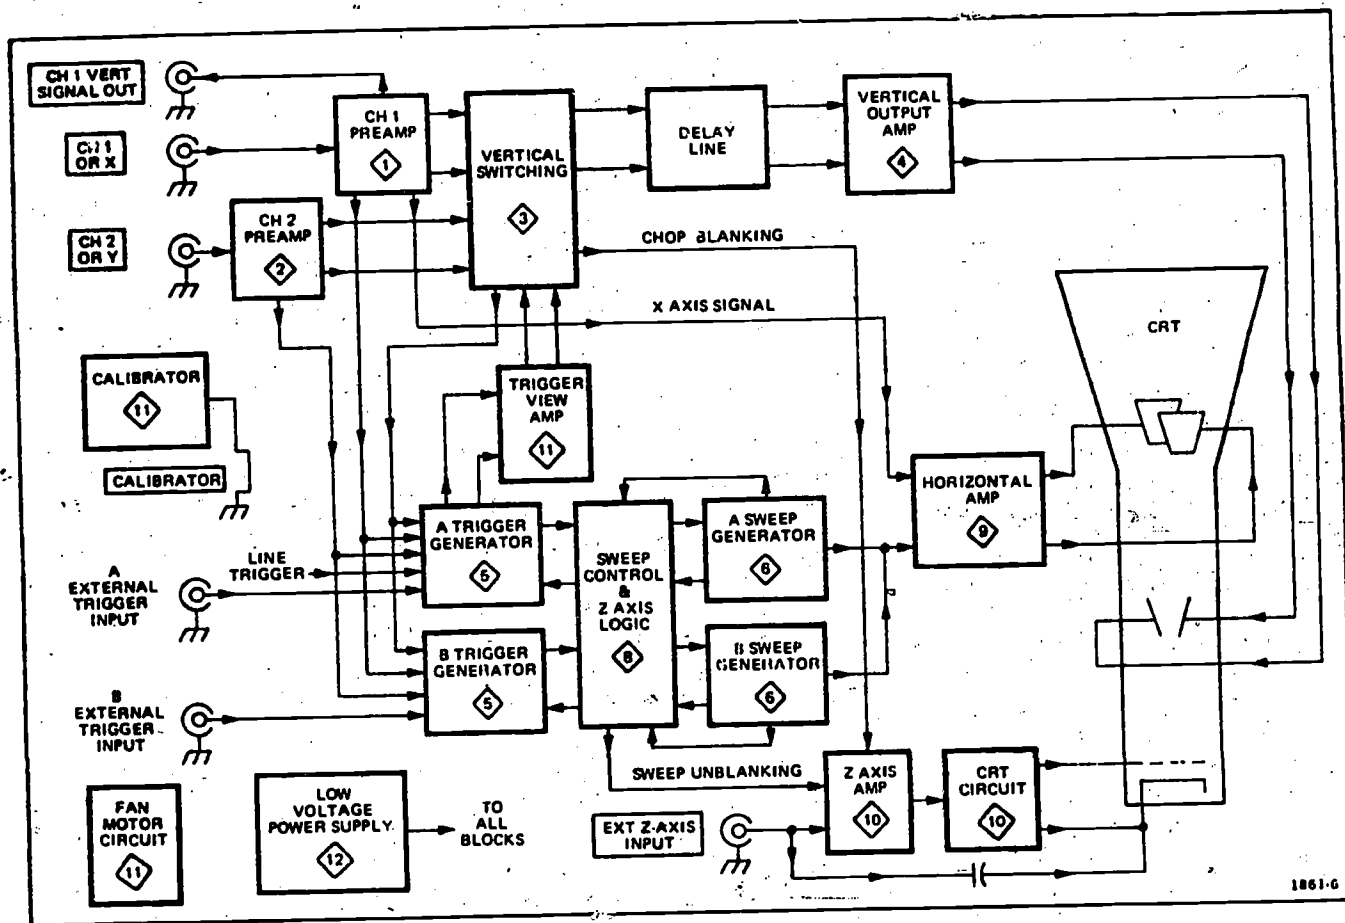 CH 1 VERT
SIGNAL OUT
CH 1
PREAMP
1
VERTICAL
SWITCHING
3
DELAY
LINE
VERTICAL
OUTPUT
AMP
4
CH 1
OR X
CH 2
PREAMP
2
CH 2
OR Y
CHOP BLANKING
X AXIS SIGNAL
CRT
CALIBRATOR
11
CALIBRATOR
TRIGGER
VIEW
AMP
11
HORIZONTAL
AMP
9
A TRIGGER
GENERATOR
5
SWEEP
CONTROL
&
Z AXIS
LOGIC
8
A SWEEP
GENERATOR
6
LINE
TRIGGER
A
EXTERNAL
TRIGGER
INPUT
B TRIGGER
GENERATOR
5
B SWEEP
GENERATOR
6
B
EXTERNAL
TRIGGER
INPUT
SWEEP UNBLANKING
Z AXIS
AMP
10
CRT
CIRCUIT
10
FAN
MOTOR
CIRCUIT
11
LOW
VOLTAGE
POWER SUPPLY
12
TO
ALL
BLOCKS
EXT Z-AXIS
INPUT
1861-G